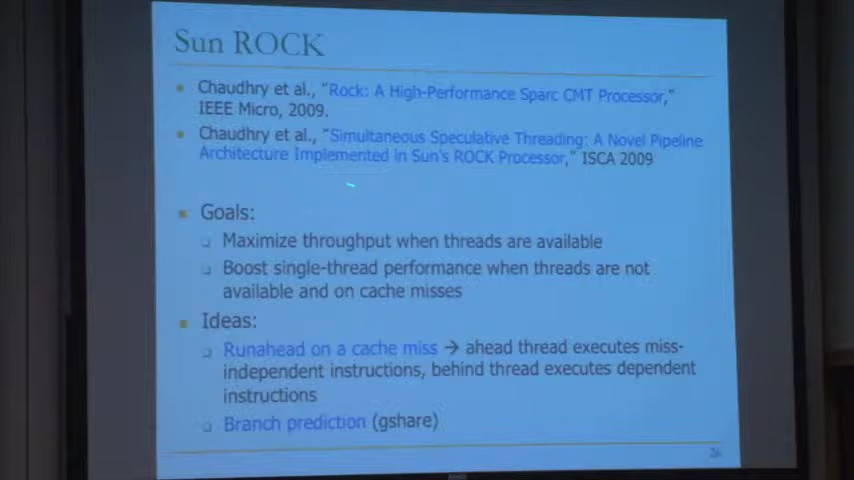 Sun ROCK
Chaudhry et al., "Rock: A High-Performance Sparc CMT Processor,"
IEEE Micro, 2009.
Chaudhry et al., "Simultaneous Speculative Threading: A Novel Pipeline
Architecture Implemented in Sun's ROCK Processor," ISCA 2009
Goals:
Maximize throughput when threads are available
Boost single-thread performance when threads are not
available and on cache misses
Ideas:
Runahead on a cache miss → ahead thread executes miss-
independent instructions, behind thread executes dependent
instructions
Branch prediction (gshare)
26